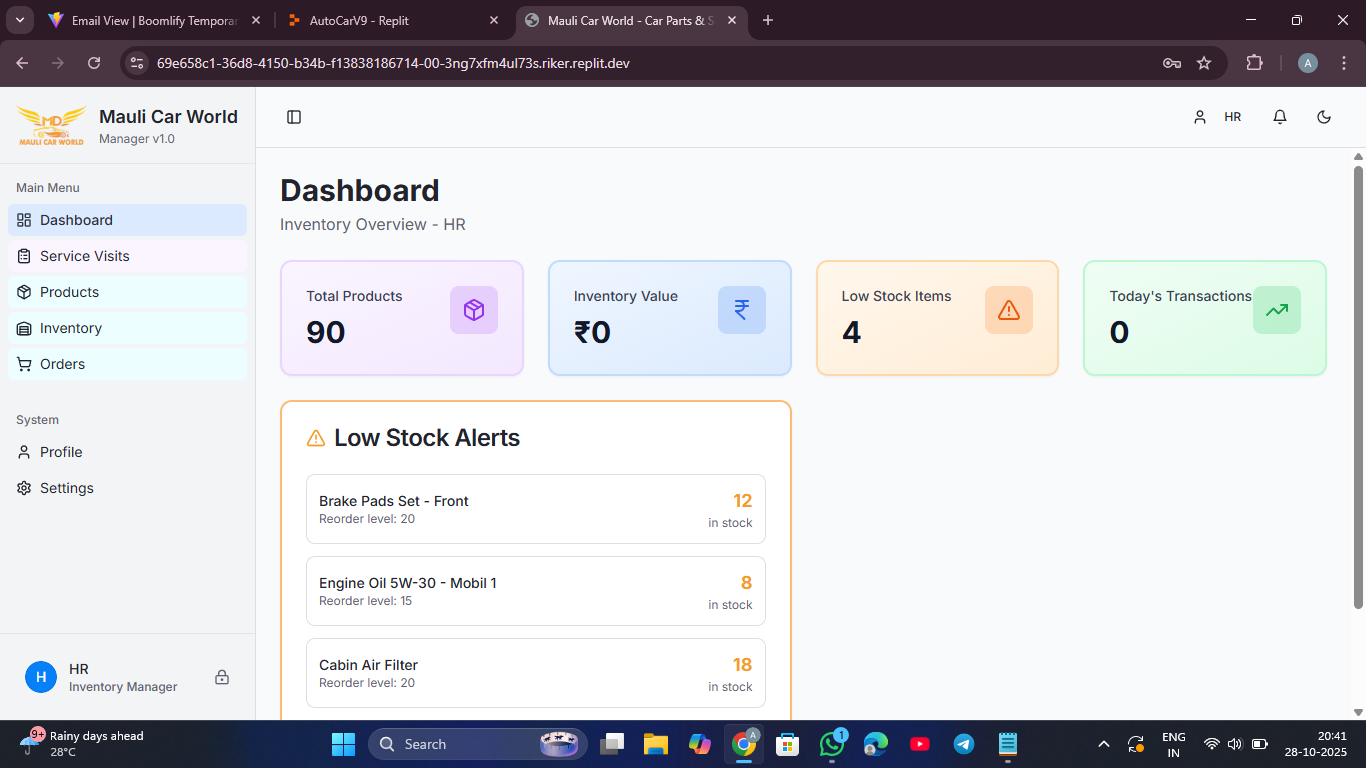 Email View | Boomlify Tempora
AutoCarV9 - Replit
Mauli Car World - Car Parts & S
69e658c1-36d8-4150-b34b-f13838186714-00-3ng7xfm4ul73s.riker.replit.dev
A
MD
MAULI CAR WORLD
Mauli Car World
Manager v1.0
HR
Main Menu
Dashboard
Service Visits
Products
Inventory
Orders
System
Profile
Settings
H
HR
Inventory Manager
Dashboard
Inventory Overview - HR
Total Products
90
Inventory Value
₹0
Low Stock Items
4
Today's Transactions
0
Low Stock Alerts
Brake Pads Set - Front
Reorder level: 20
12
in stock
Engine Oil 5W-30 - Mobil 1
Reorder level: 15
8
in stock
Cabin Air Filter
Reorder level: 20
18
in stock
9+
Rainy days ahead
28°C
Search
A
1
ENG
IN
20:41
28-10-2025